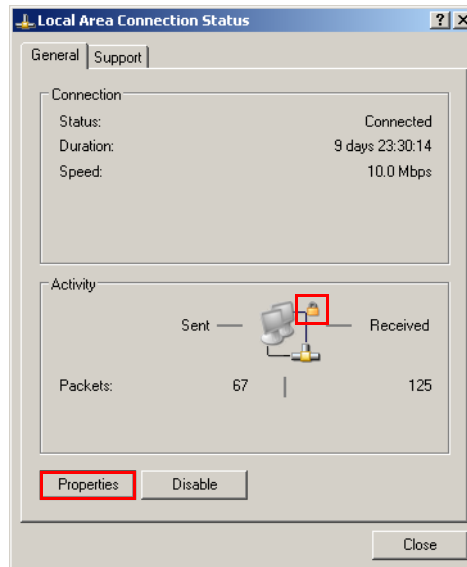 Local Area Connection Status
General Support
Connection
Status: Connected
Duration: 9 days 23:30:14
Speed: 10.0 Mbps
Activity
Sent Received
Packets: 67 125
Properties Disable
Close